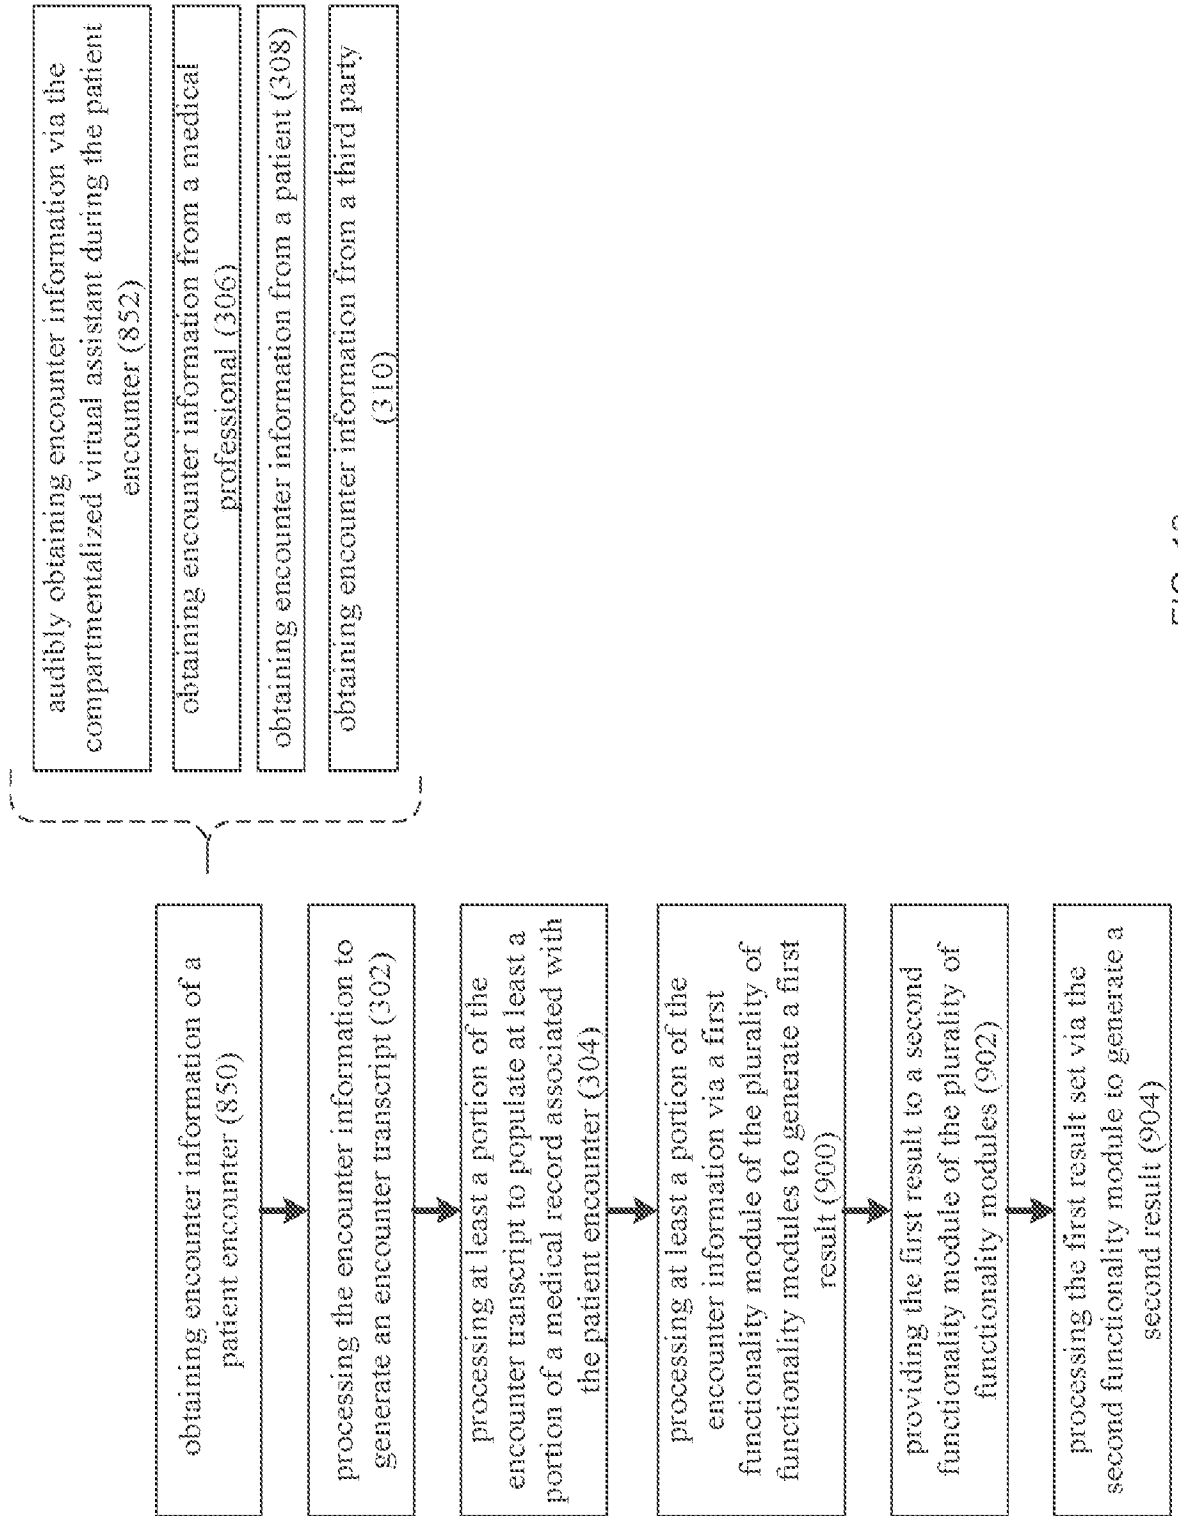 obtaining encounter information of a
patient encounter (850)
processing the encounter information to
generate an encounter transcript (302)
processing at least a portion of the
encounter transcript to populate at least a
portion of a medical record associated with
the patient encounter (304)
processing at least a portion of the
encounter information via a first
functionality module of the plurality of
functionality modules to generate a first
result (900)
providing the first result to a second
functionality module of the plurality of
functionality modules (902)
processing the first result set via the
second functionality module to generate a
second result (904)
audibly obtaining encounter information via the
compartmentalized virtual assistant during the patient
encounter (852)
obtaining encounter information from a medical
professional (306)
obtaining encounter information from a patient (308)
obtaining encounter information from a third party
(310)
FIG.